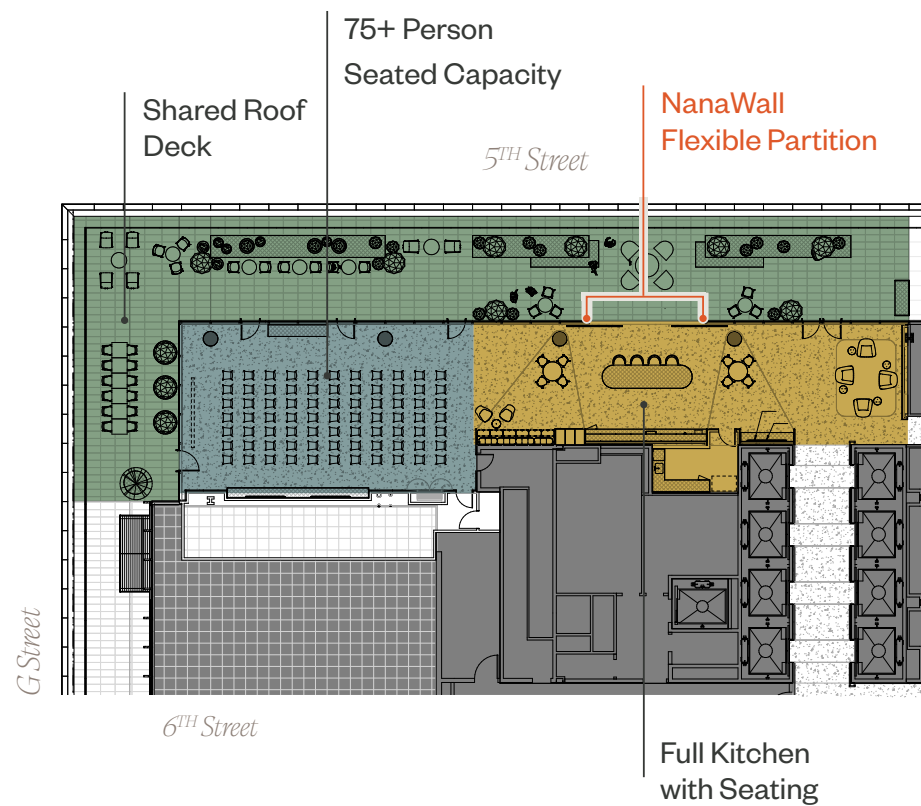 75+ Person
Seated Capacity
Shared Roof
Deck
NanaWall
Flexible Partition
5TH Street
G Street
6TH Street
Full Kitchen
with Seating